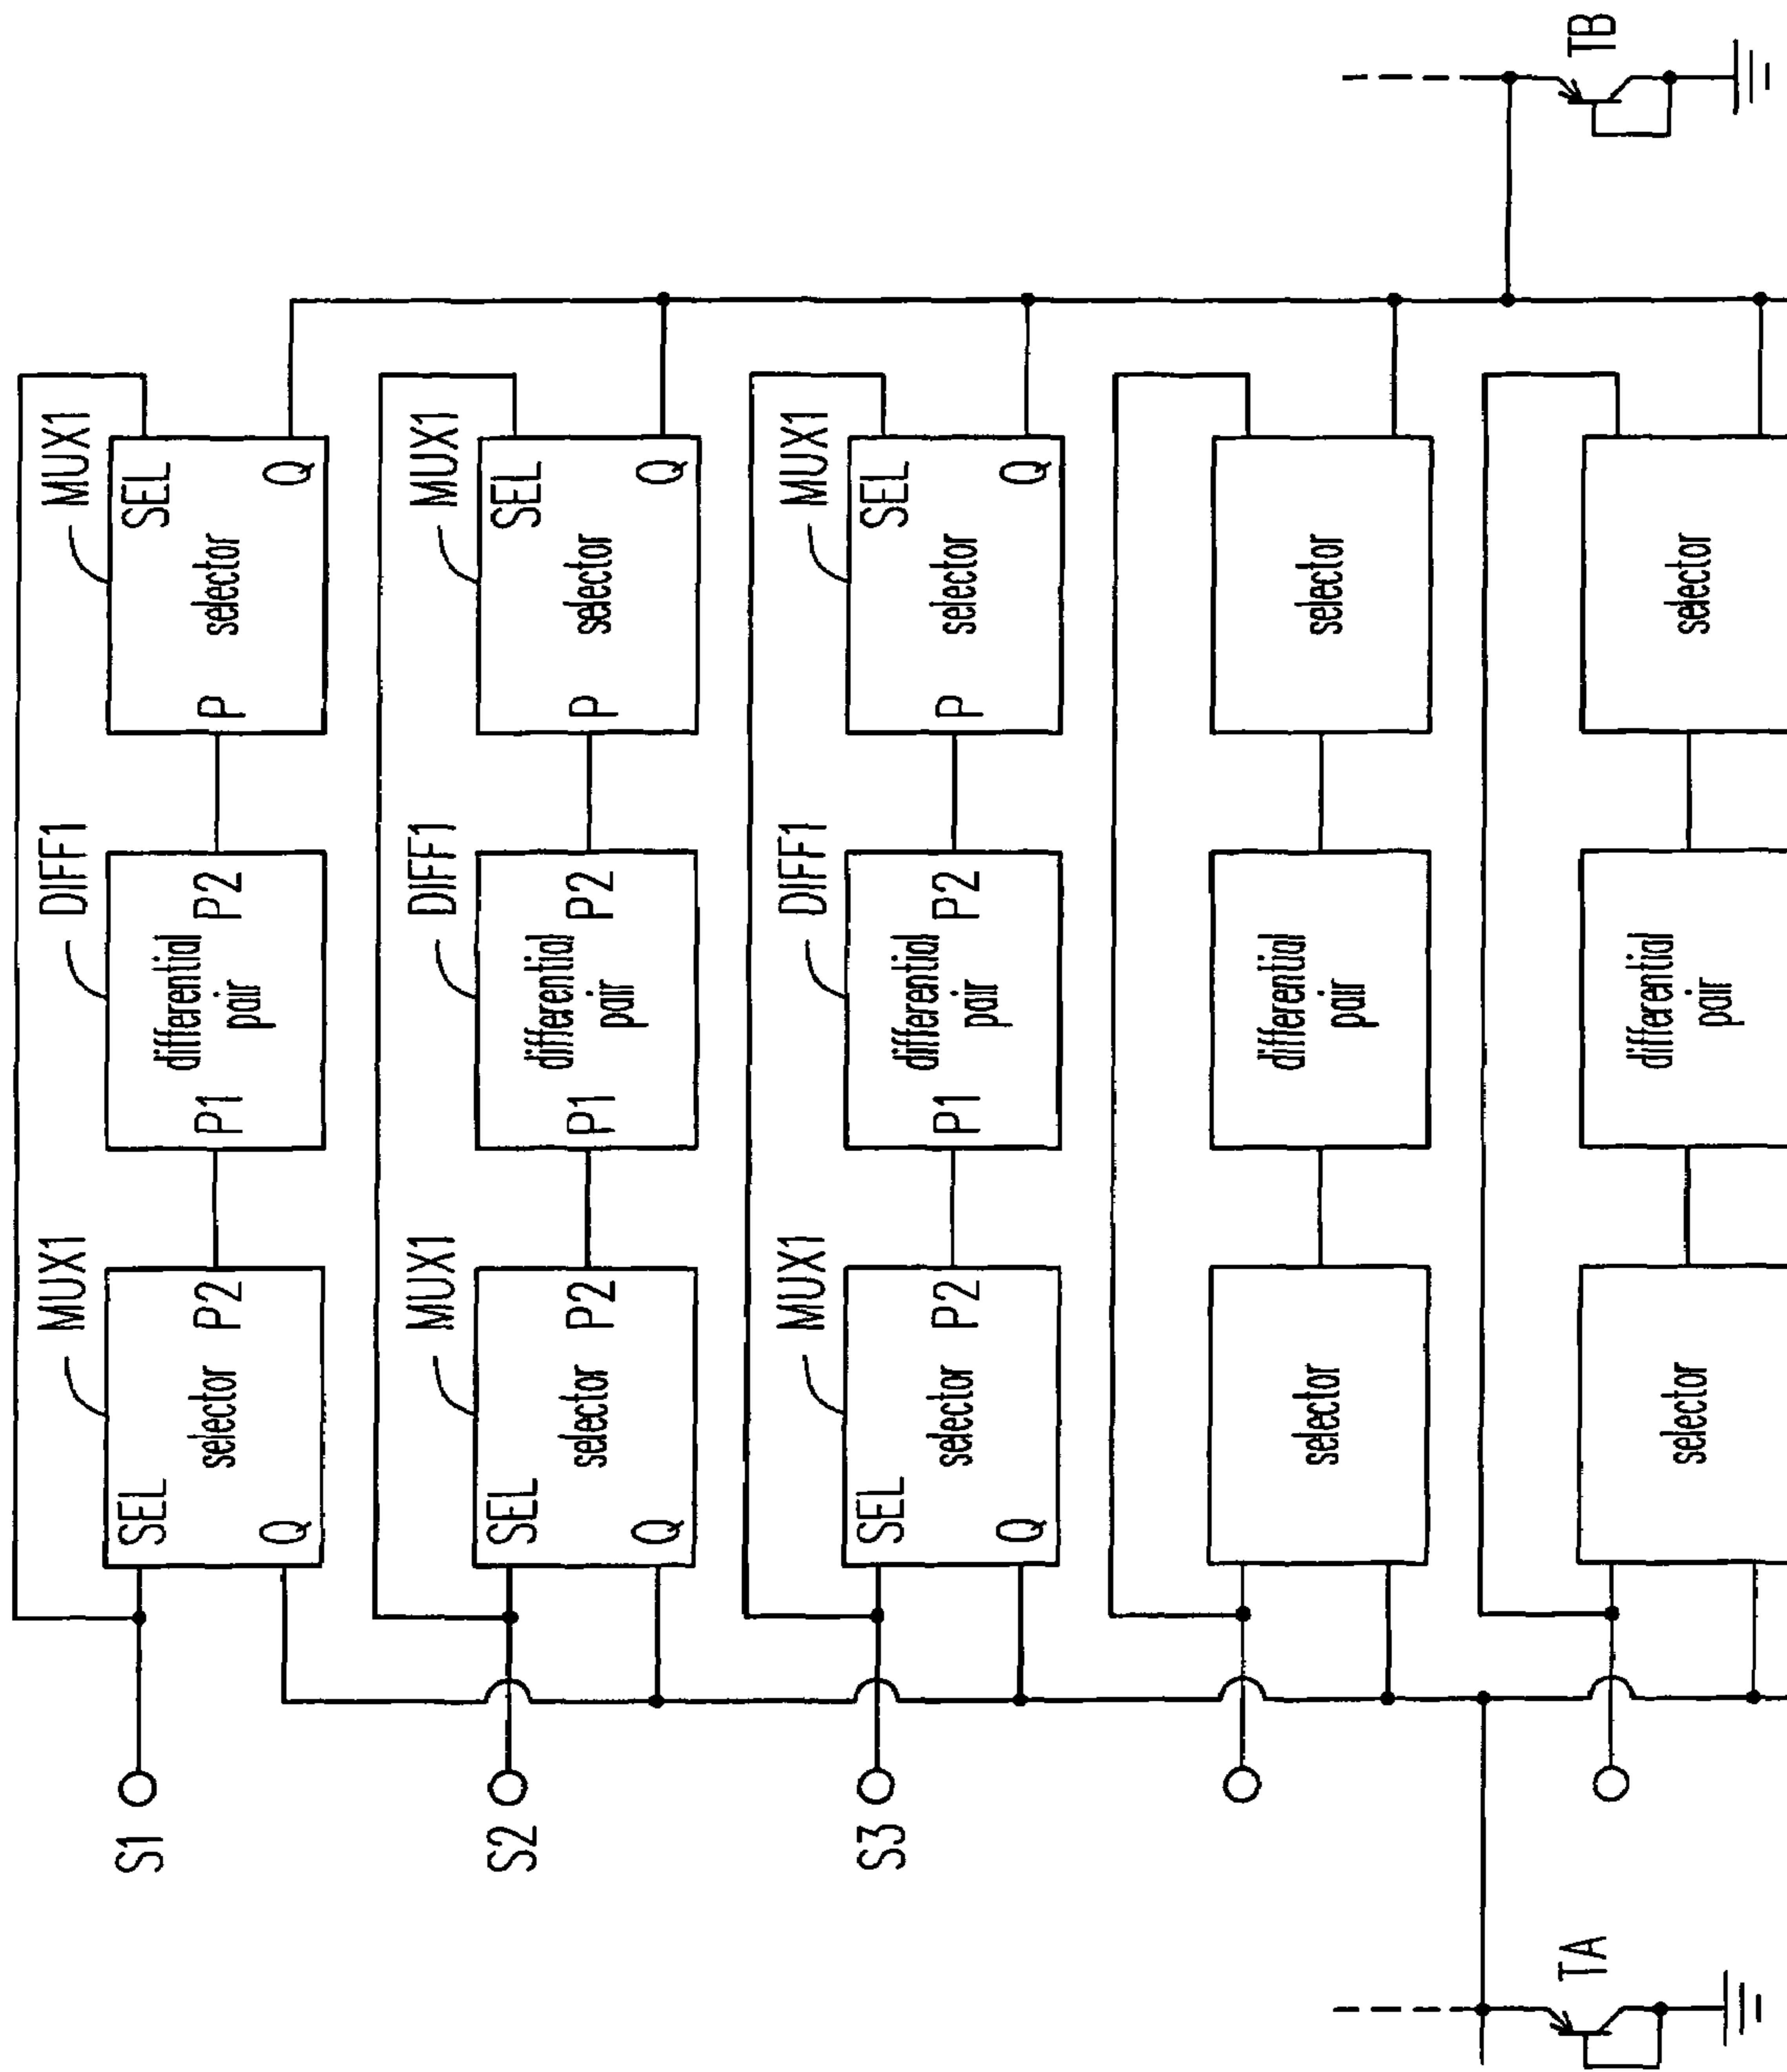 S1
SEL
Q
selector
P2
MUX1
P1
differential
pair
P2
DIFF1
P
selector
SEL
Q
MUX1
S2
SEL
Q
selector
P2
MUX1
P1
differential
pair
P2
DIFF1
P
selector
SEL
Q
MUX1
S3
SEL
Q
selector
P2
MUX1
P1
differential
pair
P2
DIFF1
P
selector
SEL
Q
MUX1
selector
differential
pair
selector
selector
differential
pair
selector
TA
TB